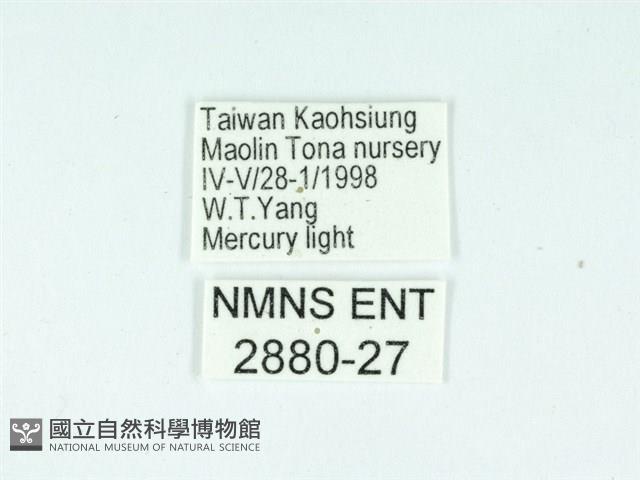 Taiwan Kaohsiung
Maolin Tona nursery
IV-V/28-1/1998
W.T.Yang
Mercury light
NMNS ENT
2880-27
國立自然科學博物館
NATIONAL MUSEUM OF NATURAL SCIENCE